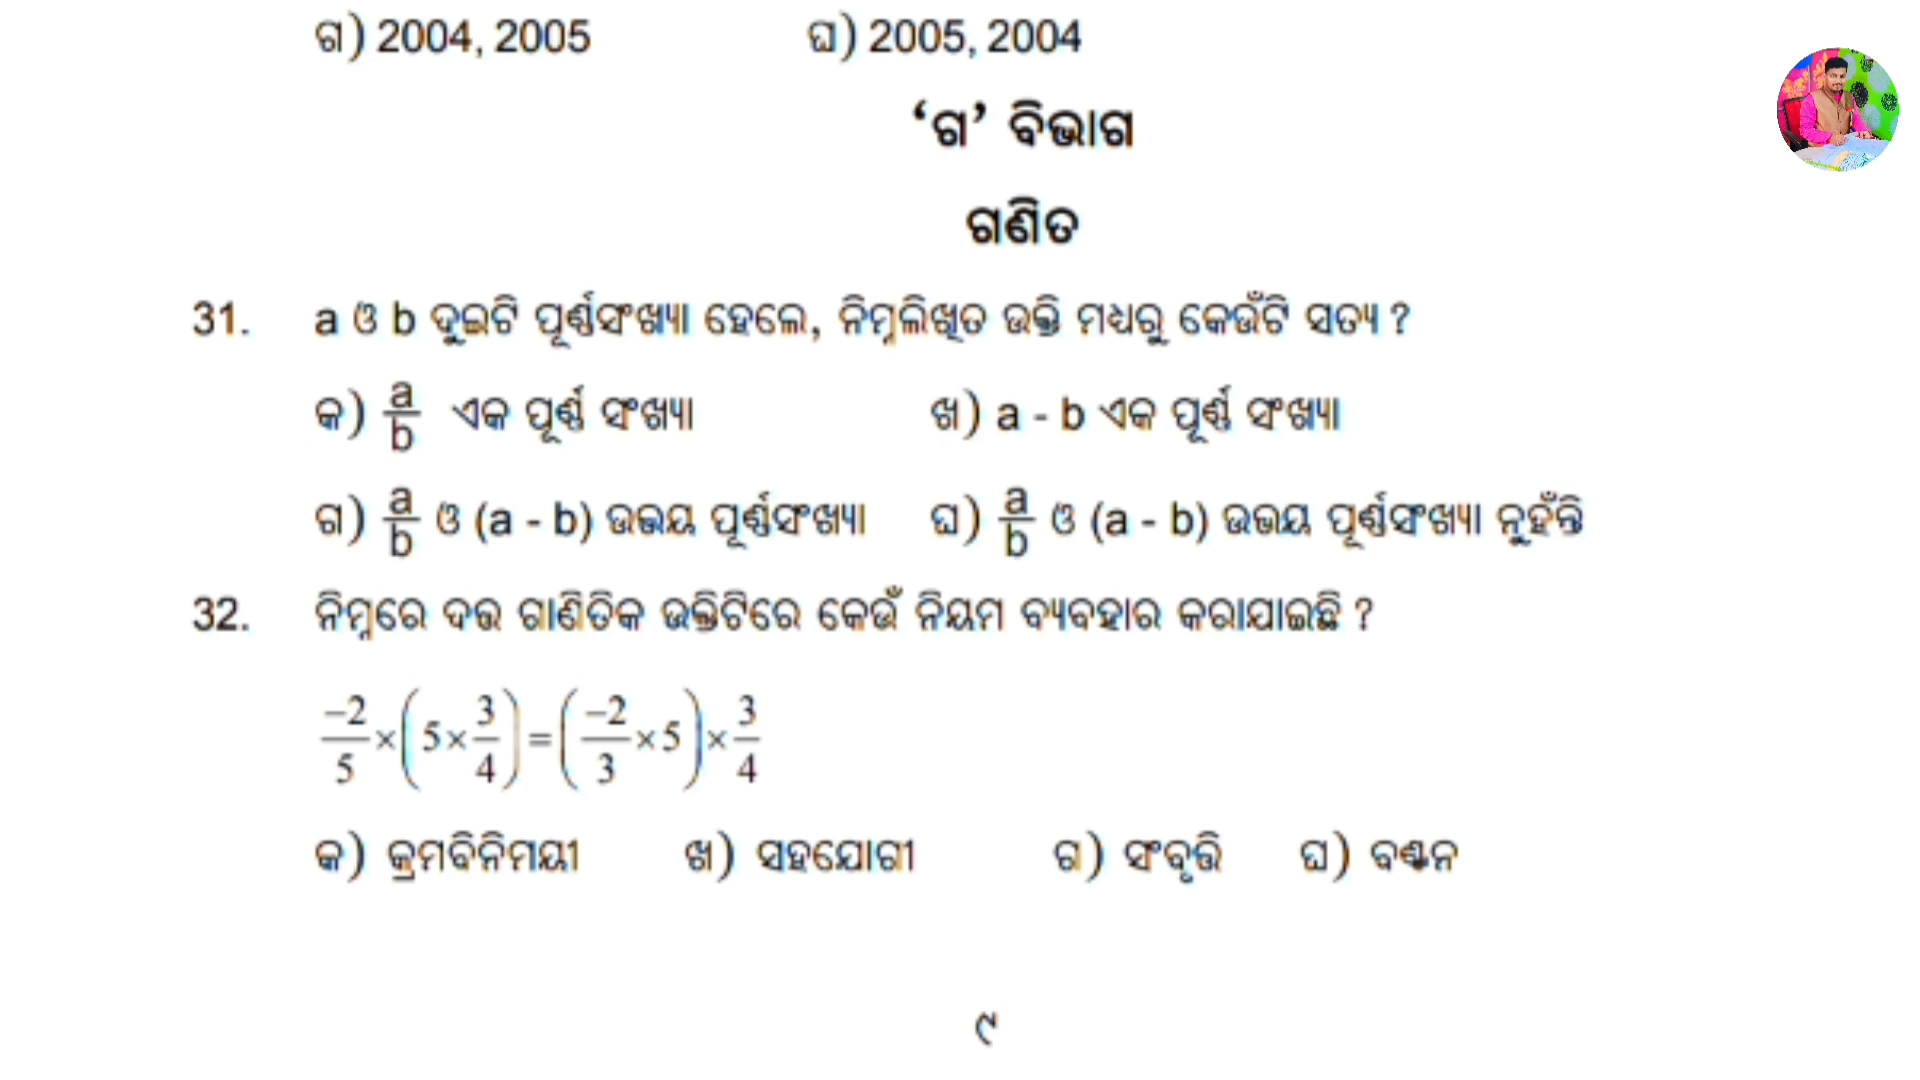 ଗ) 2004, 2005 ଘ) 2005, 2004
‘ଗ’ ବିଭାଗ
ଗଣିତ
31. a ଓ b ଦୁଇଟି ପୂର୍ଣ୍ଣସଂଖ୍ୟା ହେଲେ, ନିମ୍ନଲିଖିତ ଉକ୍ତି ମଧ୍ୟରୁ କେଉଁଟି ସତ୍ୟ ?
କ) a/b ଏକ ପୂର୍ଣ୍ଣ ସଂଖ୍ୟା ଖ) a - b ଏକ ପୂର୍ଣ୍ଣ ସଂଖ୍ୟା
ଗ) a/b ଓ (a - b) ଉଭୟ ପୂର୍ଣ୍ଣସଂଖ୍ୟା ଘ) a/b ଓ (a - b) ଉଭୟ ପୂର୍ଣ୍ଣସଂଖ୍ୟା ନୁହଁନ୍ତି
32. ନିମ୍ନରେ ଦତ୍ତ ଗାଣିତିକ ଉକ୍ତିଟିରେ କେଉଁ ନିୟମ ବ୍ୟବହାର କରାଯାଇଛି ?
-2/5 × (5 × 3/4) = (-2/3 × 5) × 3/4
କ) କ୍ରମବିନିମୟୀ ଖ) ସହଯୋଗୀ ଗ) ସଂବୃତ୍ତି ଘ) ବଣ୍ଟନ
୯